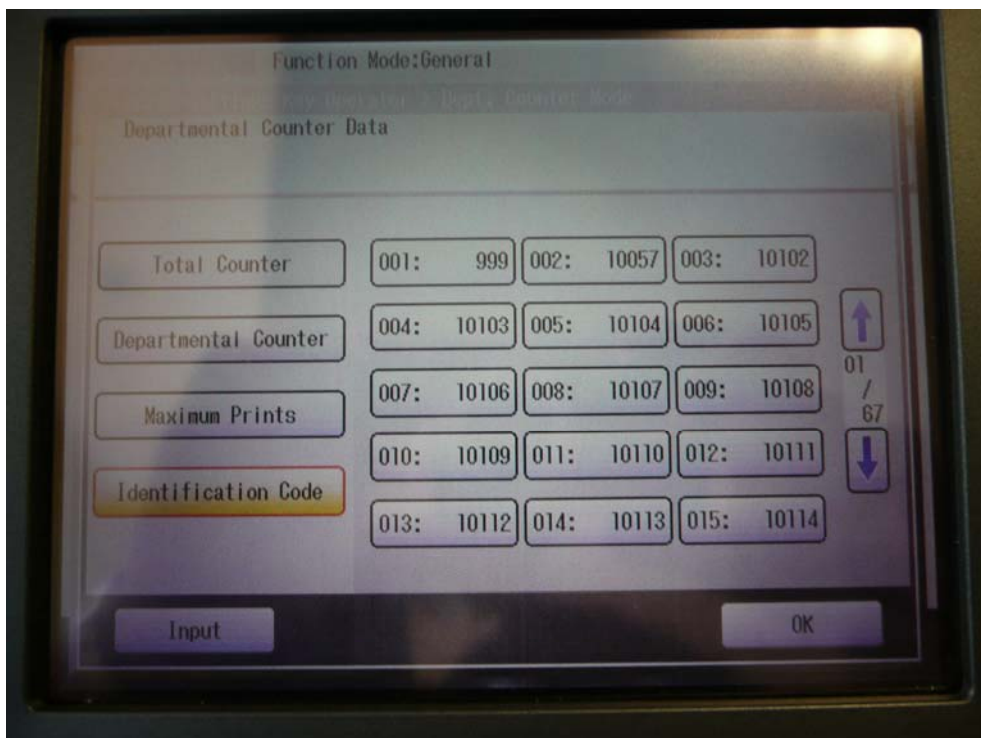 Function Mode:General
Key Operator > Dept. Counter Mode
Departmental Counter Data
Total Counter
001: 999 002: 10057 003: 10102
Departmental Counter
004: 10103 005: 10104 006: 10105
01
/
67
Maximum Prints
007: 10106 008: 10107 009: 10108
Identification Code
010: 10109 011: 10110 012: 10111
013: 10112 014: 10113 015: 10114
Input
OK